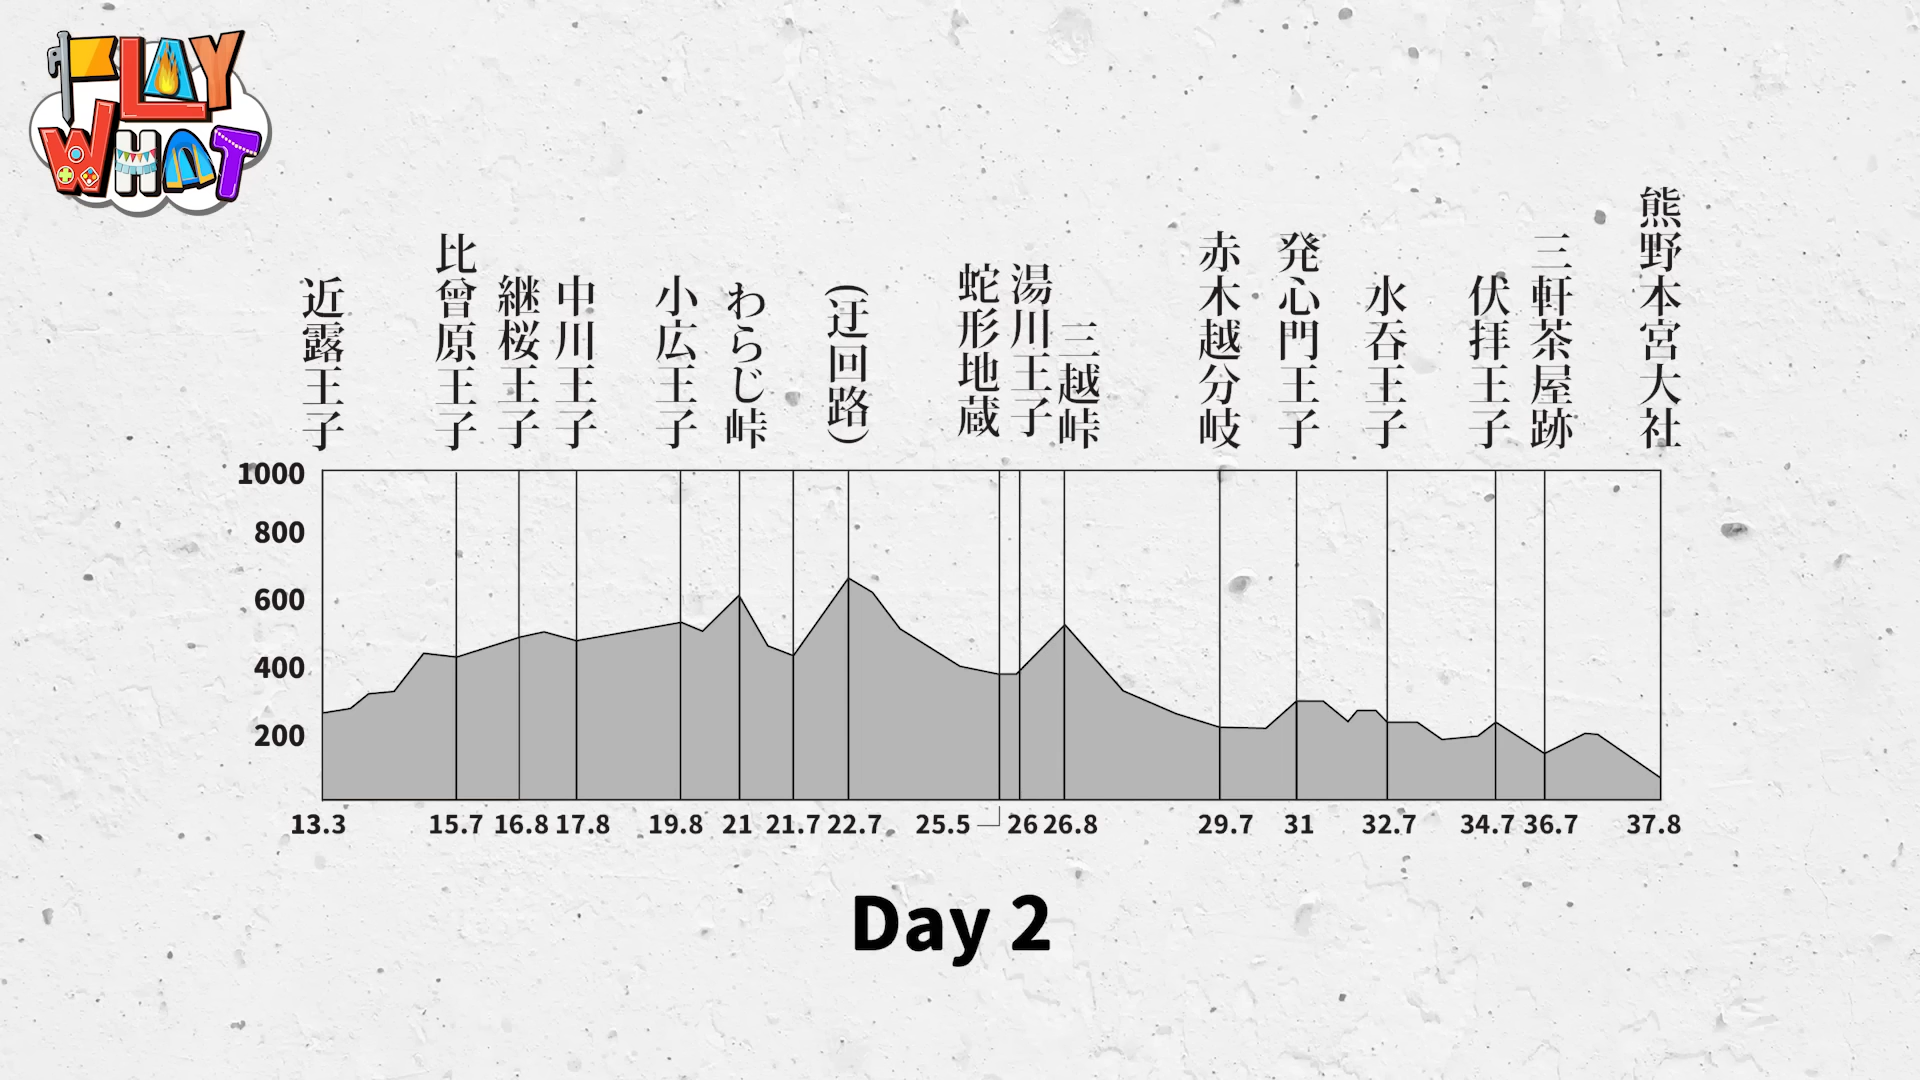 PLAY
WHAT
近露王子
比曾原王子
継桜王子
中川王子
小広王子
わらじ峠
(迂回路)
蛇形地蔵
湯川王子
三越峠
赤木越分岐
発心門王子
水呑王子
伏拝王子
三軒茶屋跡
熊野本宮大社
1000
800
600
400
200
13.3 15.7 16.8 17.8 19.8 21 21.7 22.7 25.5 26 26.8 29.7 31 32.7 34.7 36.7 37.8
Day 2